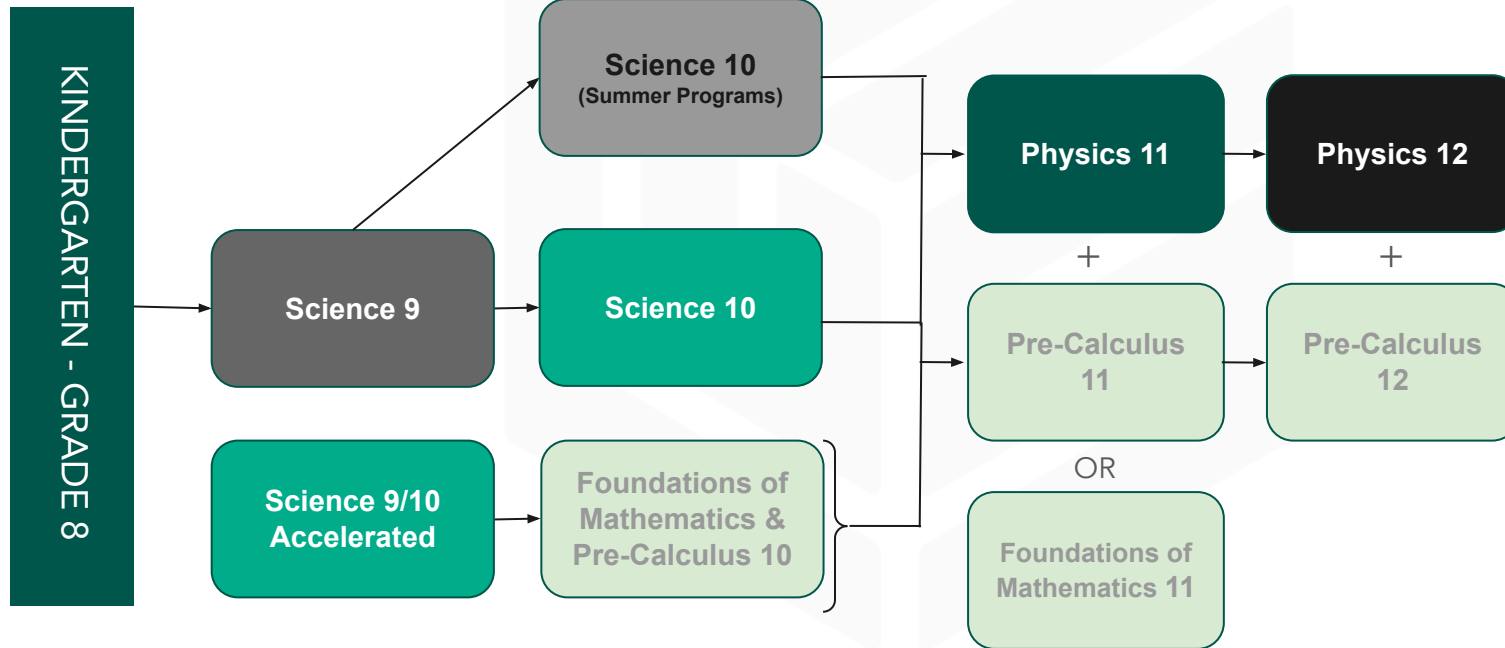 KINDERGARTEN - GRADE 8
Science 10
(Summer Programs)
Science 9
Science 10
Science 9/10
Accelerated
Foundations of
Mathematics &
Pre-Calculus 10
Physics 11
Physics 12
+
+
Pre-Calculus
11
Pre-Calculus
12
OR
Foundations of
Mathematics 11